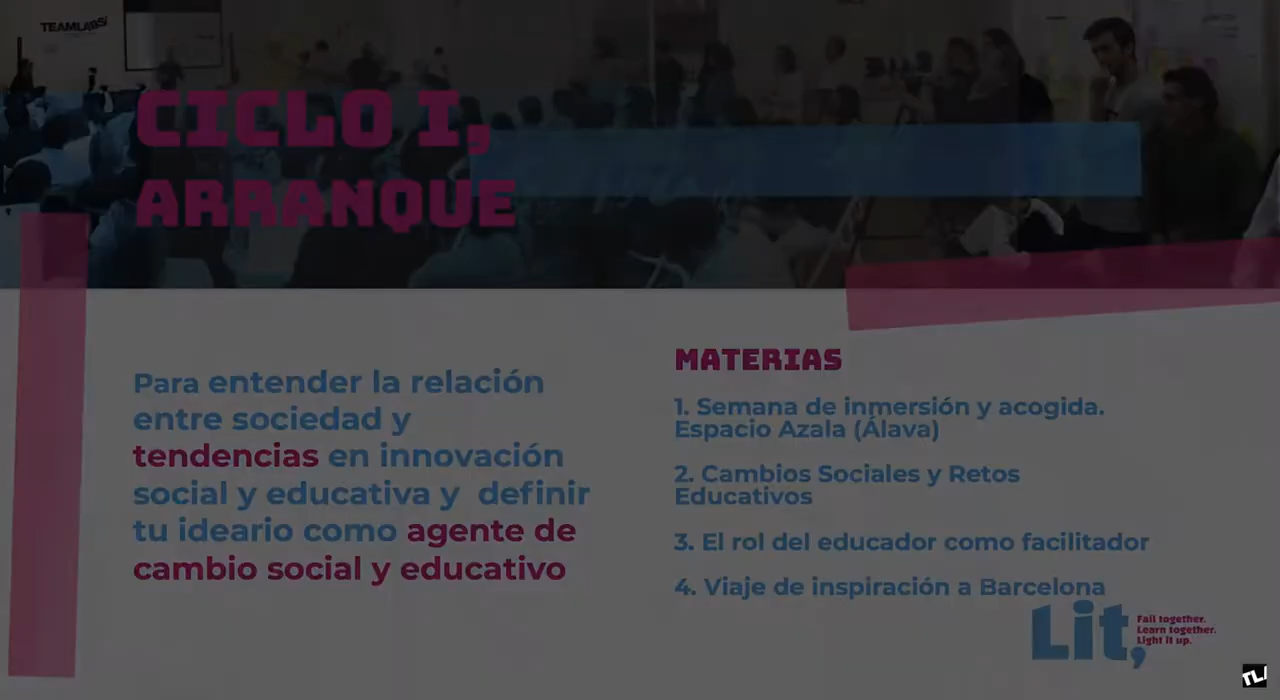 TEAMLABS/
CICLO I,
ARRANQUE
Para entender la relación
entre sociedad y
tendencias en innovación
social y educativa y definir
tu ideario como agente de
cambio social y educativo
MATERIAS
1. Semana de inmersión y acogida.
Espacio Azala (Álava)
2. Cambios Sociales y Retos
Educativos
3. El rol del educador como facilitador
4. Viaje de inspiración a Barcelona
Lit,
Fail together.
Learn together.
Light it up.
TL/